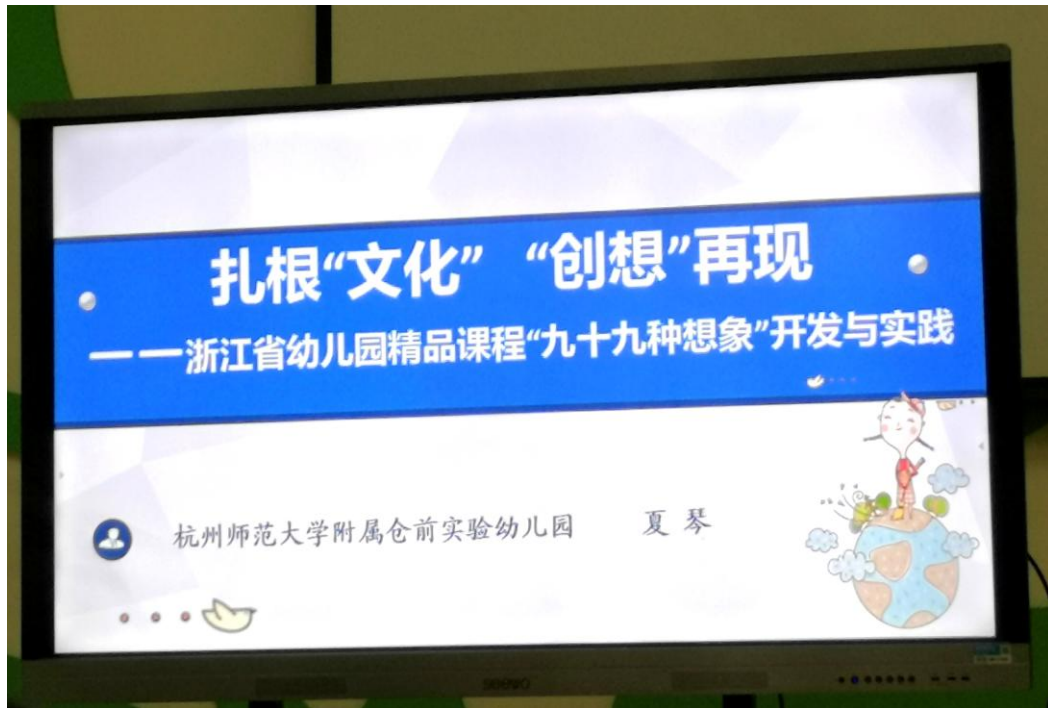 扎根“文化” “创想”再现
——浙江省幼儿园精品课程“九十九种想象”开发与实践
杭州师范大学附属仓前实验幼儿园 夏琴
seewo